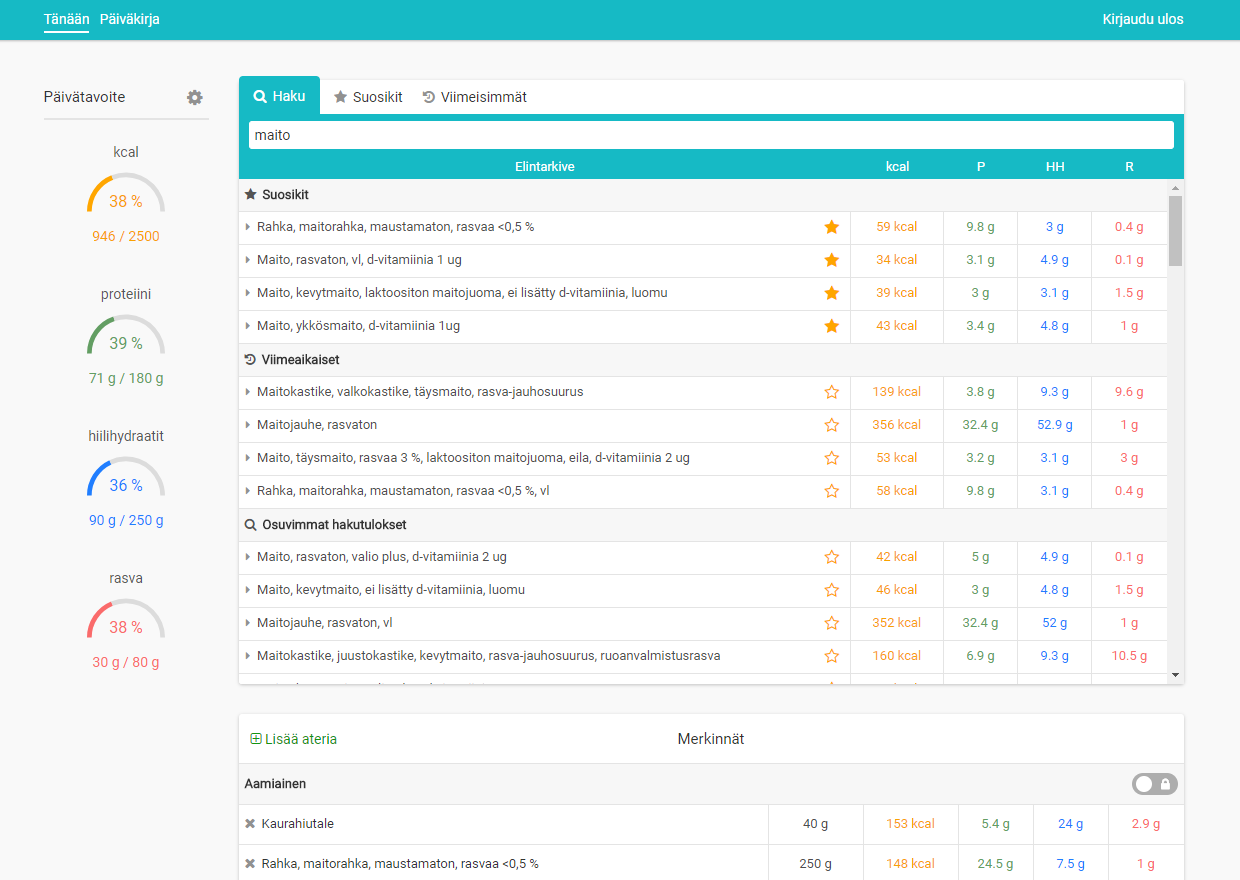 Tänään Päiväkirja Kirjaudu ulos
Päivätavoite
kcal
38 %
946 / 2500
proteiini
39 %
71 g / 180 g
hiilihydraatit
36 %
90 g / 250 g
rasva
38 %
30 g / 80 g
Haku Suosikit Viimeisimmät
maito
Elintarkive kcal P HH R
Suosikit
Rahka, maitorahka, maustamaton, rasvaa <0,5 % 59 kcal 9.8 g 3 g 0.4 g
Maito, rasvaton, vl, d-vitamiinia 1 ug 34 kcal 3.1 g 4.9 g 0.1 g
Maito, kevytmaito, laktoositon maitojuoma, ei lisätty d-vitamiinia, luomu 39 kcal 3 g 3.1 g 1.5 g
Maito, ykkösmaito, d-vitamiinia 1ug 43 kcal 3.4 g 4.8 g 1 g
Viimeaikaiset
Maitokastike, valkokastike, täysmaito, rasva-jauhosuurus 139 kcal 3.8 g 9.3 g 9.6 g
Maitojauhe, rasvaton 356 kcal 32.4 g 52.9 g 1 g
Maito, täysmaito, rasvaa 3 %, laktoositon maitojuoma, eila, d-vitamiinia 2 ug 53 kcal 3.2 g 3.1 g 3 g
Rahka, maitorahka, maustamaton, rasvaa <0,5 %, vl 58 kcal 9.8 g 3.1 g 0.4 g
Osuvimmat hakutulokset
Maito, rasvaton, valio plus, d-vitamiinia 2 ug 42 kcal 5 g 4.9 g 0.1 g
Maito, kevytmaito, ei lisätty d-vitamiinia, luomu 46 kcal 3 g 4.8 g 1.5 g
Maitojauhe, rasvaton, vl 352 kcal 32.4 g 52 g 1 g
Maitokastike, juustokastike, kevytmaito, rasva-jauhosuurus, ruoanvalmistusrasva 160 kcal 6.9 g 9.3 g 10.5 g
Lisää ateria Merkinnät
Aamiainen
Kaurahiutale 40 g 153 kcal 5.4 g 24 g 2.9 g
Rahka, maitorahka, maustamaton, rasvaa <0,5 % 250 g 148 kcal 24.5 g 7.5 g 1 g